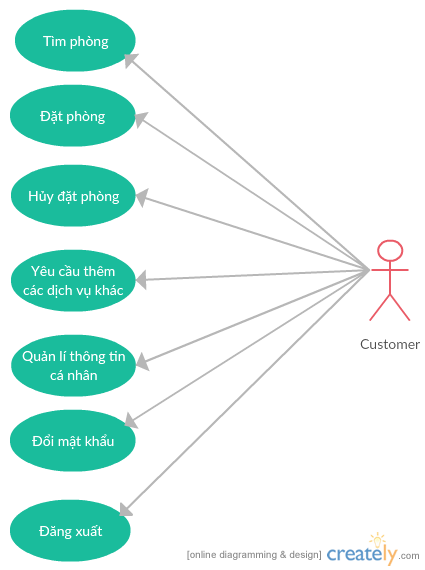 Tìm phòng
Đặt phòng
Hủy đặt phòng
Yêu cầu thêm
các dịch vụ khác
Quản lí thông tin
cá nhân
Đổi mật khẩu
Đăng xuất
Customer
[online diagramming & design] creately.com